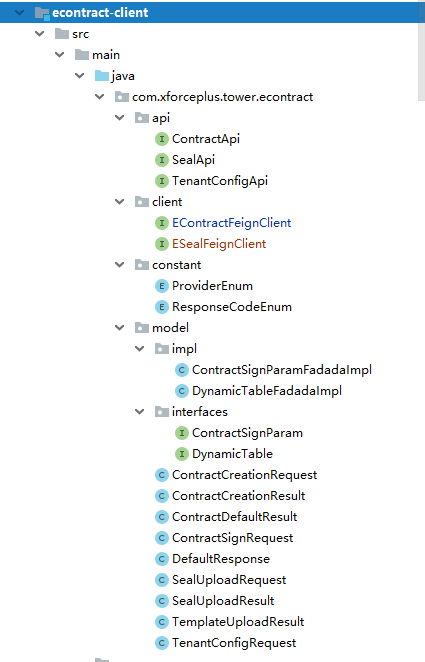 econtract-client
src
main
java
com.xforceplus.tower.econtract
api
I ContractApi
I SealApi
I TenantConfigApi
client
I EContractFeignClient
I ESealFeignClient
constant
E ProviderEnum
E ResponseCodeEnum
model
impl
C ContractSignParamFadadaImpl
C DynamicTableFadadaImpl
interfaces
I ContractSignParam
I DynamicTable
C ContractCreationRequest
C ContractCreationResult
C ContractDefaultResult
C ContractSignRequest
C DefaultResponse
C SealUploadRequest
C SealUploadResult
C TemplateUploadResult
C TenantConfigRequest